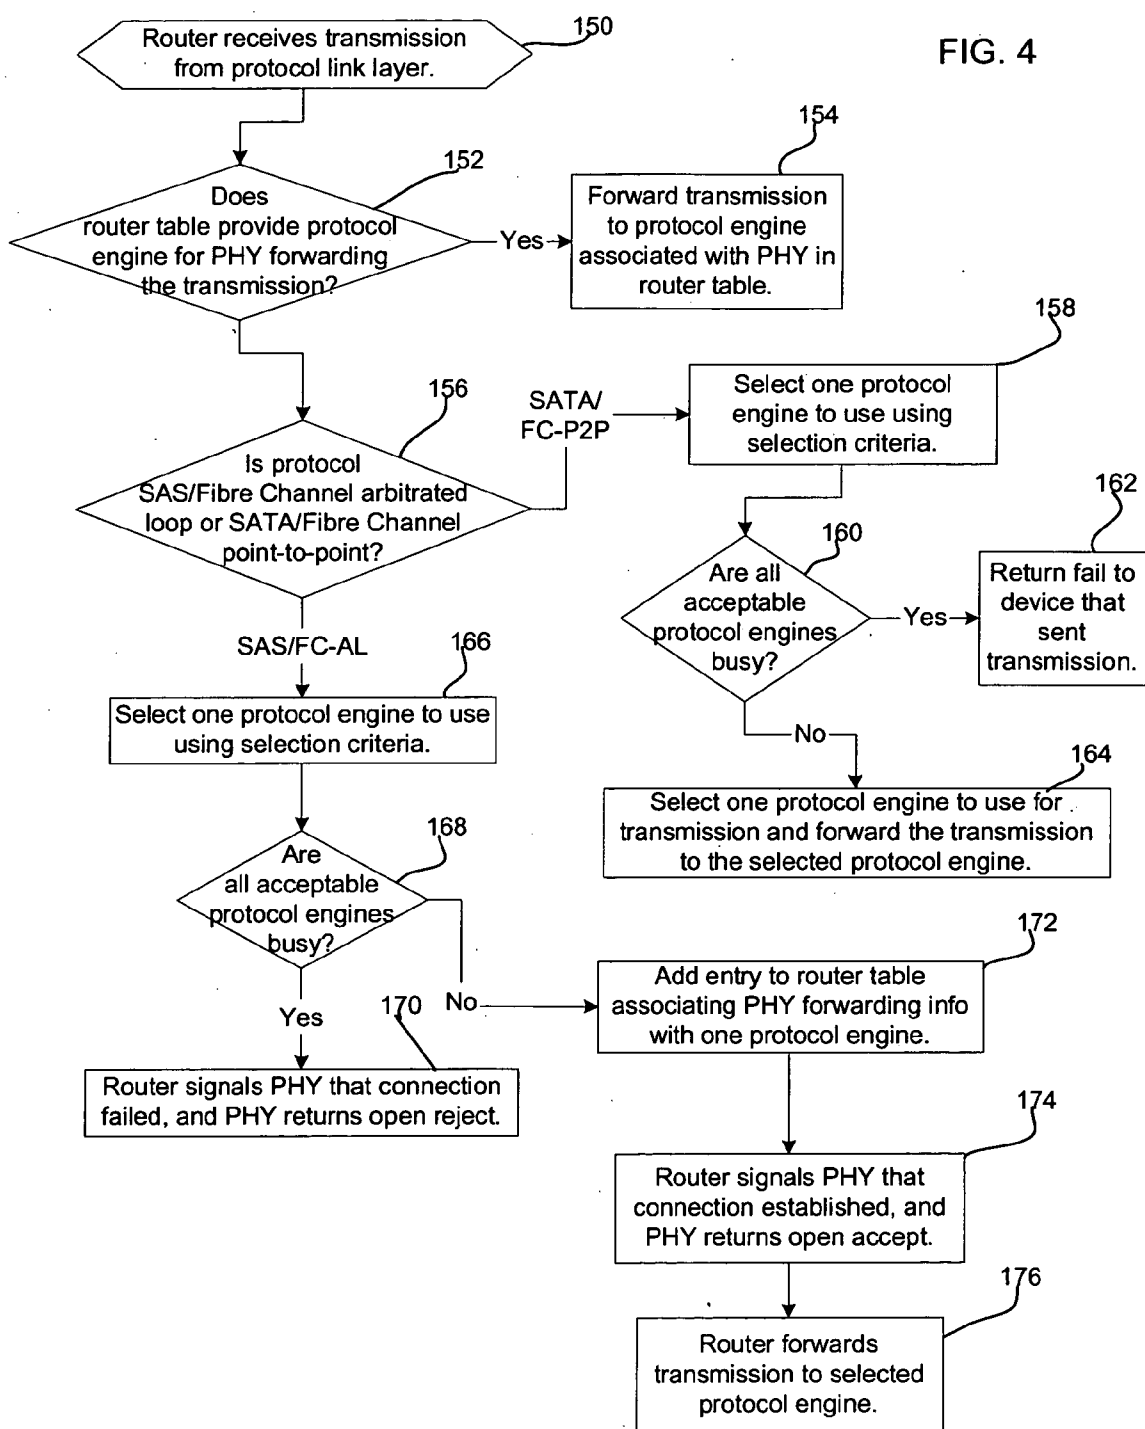 FIG. 4
150
Router receives transmission
from protocol link layer.
152
Does
router table provide protocol
engine for PHY forwarding
the transmission?
Yes
154
Forward transmission
to protocol engine
associated with PHY in
router table.
156
Is protocol
SAS/Fibre Channel arbitrated
loop or SATA/Fibre Channel
point-to-point?
SATA/
FC-P2P
158
Select one protocol
engine to use using
selection criteria.
160
Are all
acceptable
protocol engines
busy?
Yes
162
Return fail to
device that
sent
transmission.
No
164
Select one protocol engine to use for
transmission and forward the transmission
to the selected protocol engine.
SAS/FC-AL
166
Select one protocol engine to use
using selection criteria.
168
Are
all acceptable
protocol engines
busy?
Yes
170
Router signals PHY that connection
failed, and PHY returns open reject.
No
172
Add entry to router table
associating PHY forwarding info
with one protocol engine.
174
Router signals PHY that
connection established, and
PHY returns open accept.
176
Router forwards
transmission to selected
protocol engine.